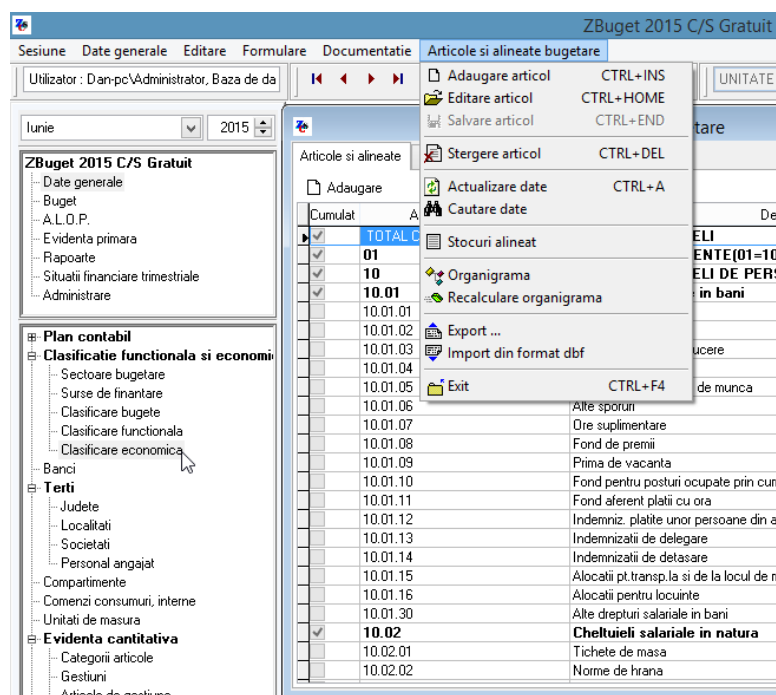 ZBuget 2015 C/S Gratuit
Sesiune Date generale Editare Formulare Documentatie Articole si alineate bugetare
Utilizator : Dan-pc\Administrator, Baza de da
UNITATE
Adaugare articol CTRL+INS
Editare articol CTRL+HOME
Salvare articol CTRL+END
Stergere articol CTRL+DEL
Actualizare date CTRL+A
Cautare date
Stocuri alineat
Organigrama
Recalculare organigrama
Export ...
Import din format dbf
Exit CTRL+F4
Iunie 2015
ZBuget 2015 C/S Gratuit
Date generale
Buget
A.L.O.P.
Evidenta primara
Rapoarte
Situatii financiare trimestriale
Administrare
Plan contabil
Clasificatie functionala si economi
Sectoare bugetare
Surse de finantare
Clasificare bugete
Clasificare functionala
Clasificare economica
Banci
Terti
Judete
Localitati
Societati
Personal angajat
Compartimente
Comenzi consumuri, interne
Unitati de masura
Evidenta cantitativa
Categorii articole
Gestiuni
Articole de gestiune
tare
Articole si alineate
Adaugare
Cumulat A De
TOTAL C ELI
01 ENTE(01=10
10 ELI DE PERS
10.01 in bani
10.01.01
10.01.02
10.01.03 ucere
10.01.04
10.01.05 de munca
10.01.06 Alte sporuri
10.01.07 Ore suplimentare
10.01.08 Fond de premii
10.01.09 Prima de vacanta
10.01.10 Fond pentru posturi ocupate prin cum
10.01.11 Fond aferent platii cu ora
10.01.12 Indemniz. platite unor persoane din a
10.01.13 Indemnizatii de delegare
10.01.14 Indemnizatii de detasare
10.01.15 Alocatii pt.transp.la si de la locul de m
10.01.16 Alocatii pentru locuinte
10.01.30 Alte drepturi salariale in bani
10.02 Cheltuieli salariale in natura
10.02.01 Tichete de masa
10.02.02 Norme de hrana